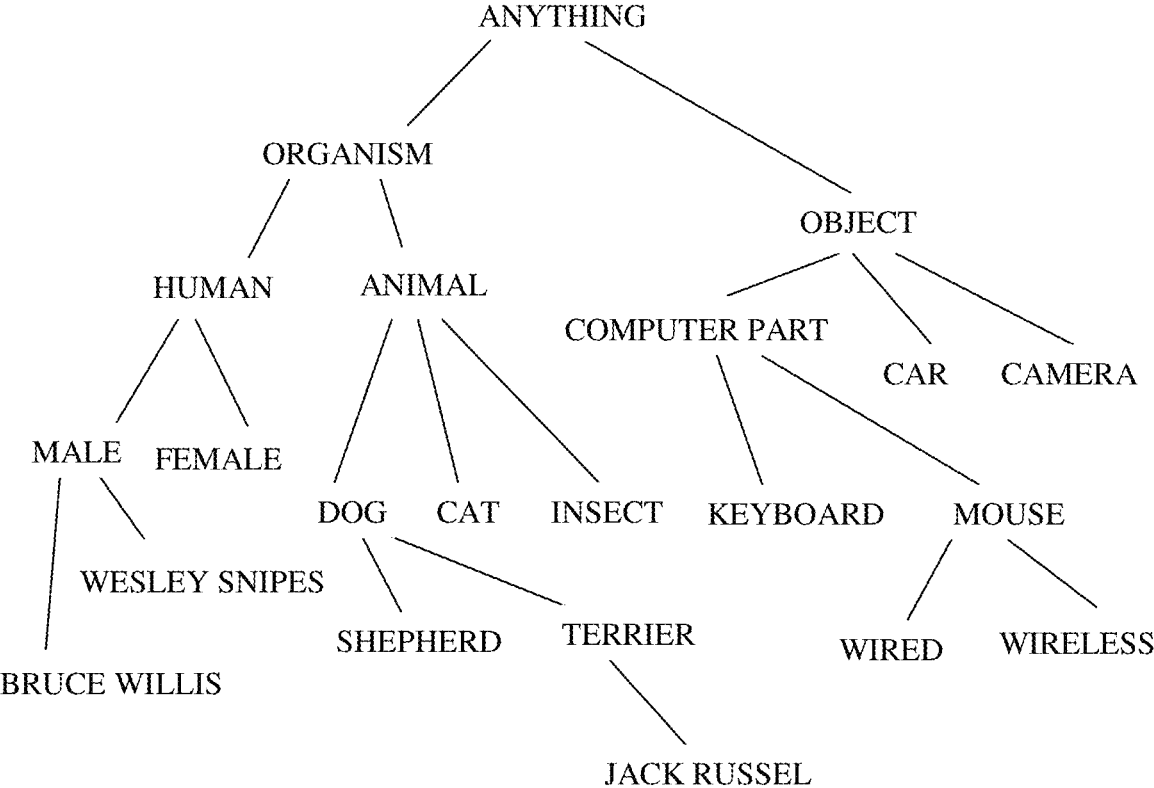 ANYTHING
ORGANISM
OBJECT
HUMAN
ANIMAL
COMPUTER PART
CAR
CAMERA
MALE
FEMALE
DOG
CAT
INSECT
KEYBOARD
MOUSE
WESLEY SNIPES
SHEPHERD
TERRIER
WIRED
WIRELESS
BRUCE WILLIS
JACK RUSSEL